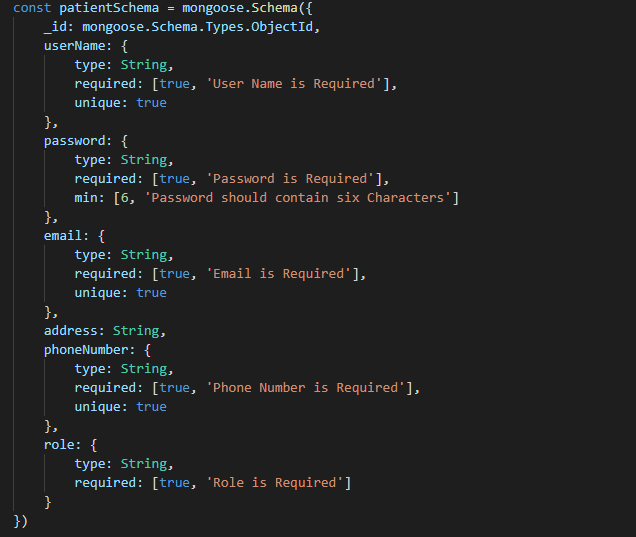 const patientSchema = mongoose.Schema({
    _id: mongoose.Schema.Types.ObjectId,
    userName: {
        type: String,
        required: [true, 'User Name is Required'],
        unique: true
    },
    password: {
        type: String,
        required: [true, 'Password is Required'],
        min: [6, 'Password should contain six Characters']
    },
    email: {
        type: String,
        required: [true, 'Email is Required'],
        unique: true
    },
    address: String,
    phoneNumber: {
        type: String,
        required: [true, 'Phone Number is Required'],
        unique: true
    },
    role: {
        type: String,
        required: [true, 'Role is Required']
    }
})